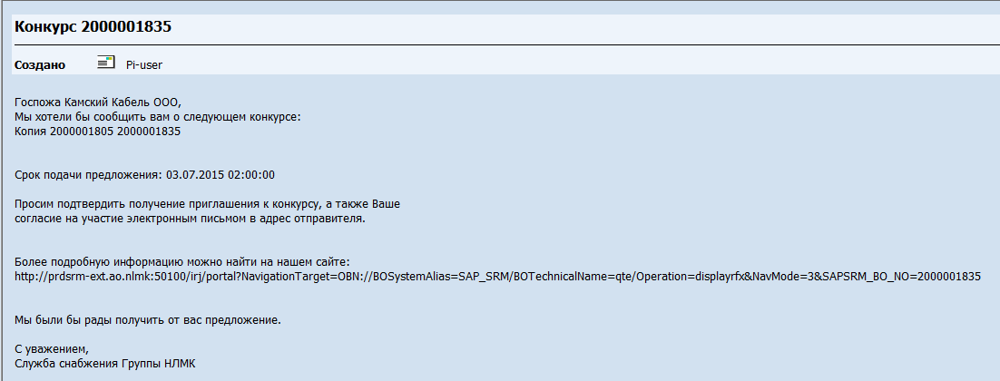 Конкурс 2000001835
Создано Pi-user
Госпожа Камский Кабель ООО,
Мы хотели бы сообщить вам о следующем конкурсе:
Копия 2000001805 2000001835
Срок подачи предложения: 03.07.2015 02:00:00
Просим подтвердить получение приглашения к конкурсу, а также Ваше
согласие на участие электронным письмом в адрес отправителя.
Более подробную информацию можно найти на нашем сайте:
http://prdsrm-ext.ao.nlmk:50100/irj/portal?NavigationTarget=OBN://BOSystemAlias=SAP_SRM/BOTechnicalName=qte/Operation=displayrfx&NavMode=3&SAPSRM_BO_NO=2000001835
Мы были бы рады получить от вас предложение.
С уважением,
Служба снабжения Группы НЛМК